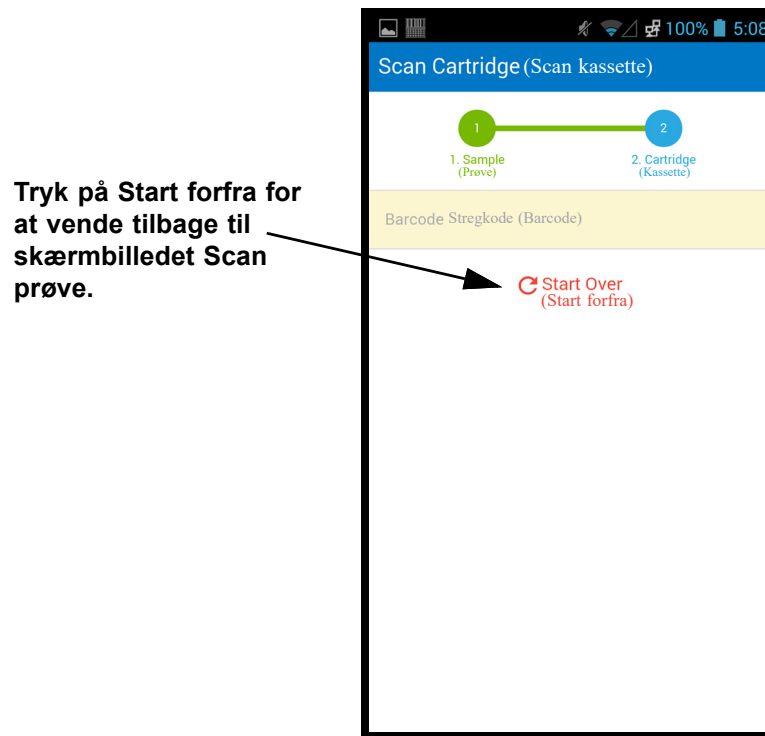 100% 5:08
Scan Cartridge (Scan kassette)
1 2
1. Sample 2. Cartridge
(Prøve) (Kassette)
Tryk på Start forfra for
at vende tilbage til
skærmbilledet Scan
prøve.
Barcode Stregkode (Barcode)
Start Over
(Start forfra)